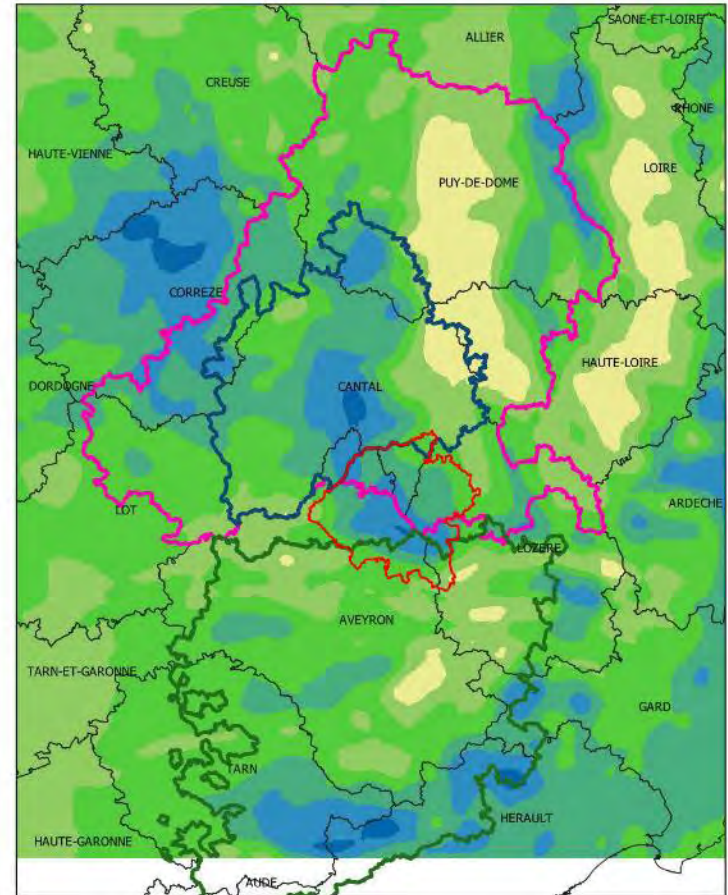 SAONE-ET-LOIRE
ALLIER
CREUSE
RHONE
HAUTE-VIENNE
LOIRE
PUY-DE-DOME
CORREZE
HAUTE-LOIRE
DORDOGNE
CANTAL
ARDECHE
LOT
LOZERE
AVEYRON
TARN-ET-GARONNE
GARD
TARN
HERAULT
HAUTE-GARONNE
AUDE